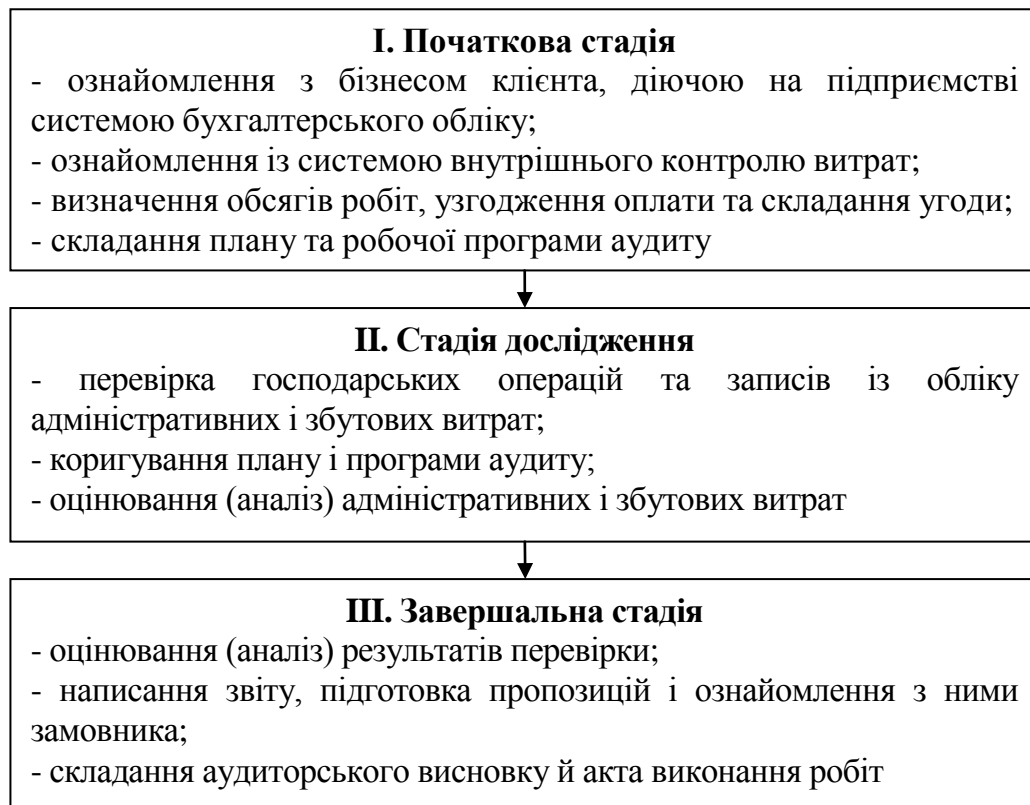 І. Початкова стадія
- ознайомлення з бізнесом клієнта, діючою на підприємстві
системою бухгалтерського обліку;
- ознайомлення із системою внутрішнього контролю витрат;
- визначення обсягів робіт, узгодження оплати та складання угоди;
- складання плану та робочої програми аудиту
ІІ. Стадія дослідження
- перевірка господарських операцій та записів із обліку
адміністративних і збутових витрат;
- коригування плану і програми аудиту;
- оцінювання (аналіз) адміністративних і збутових витрат
ІІІ. Завершальна стадія
- оцінювання (аналіз) результатів перевірки;
- написання звіту, підготовка пропозицій і ознайомлення з ними
замовника;
- складання аудиторського висновку й акта виконання робіт